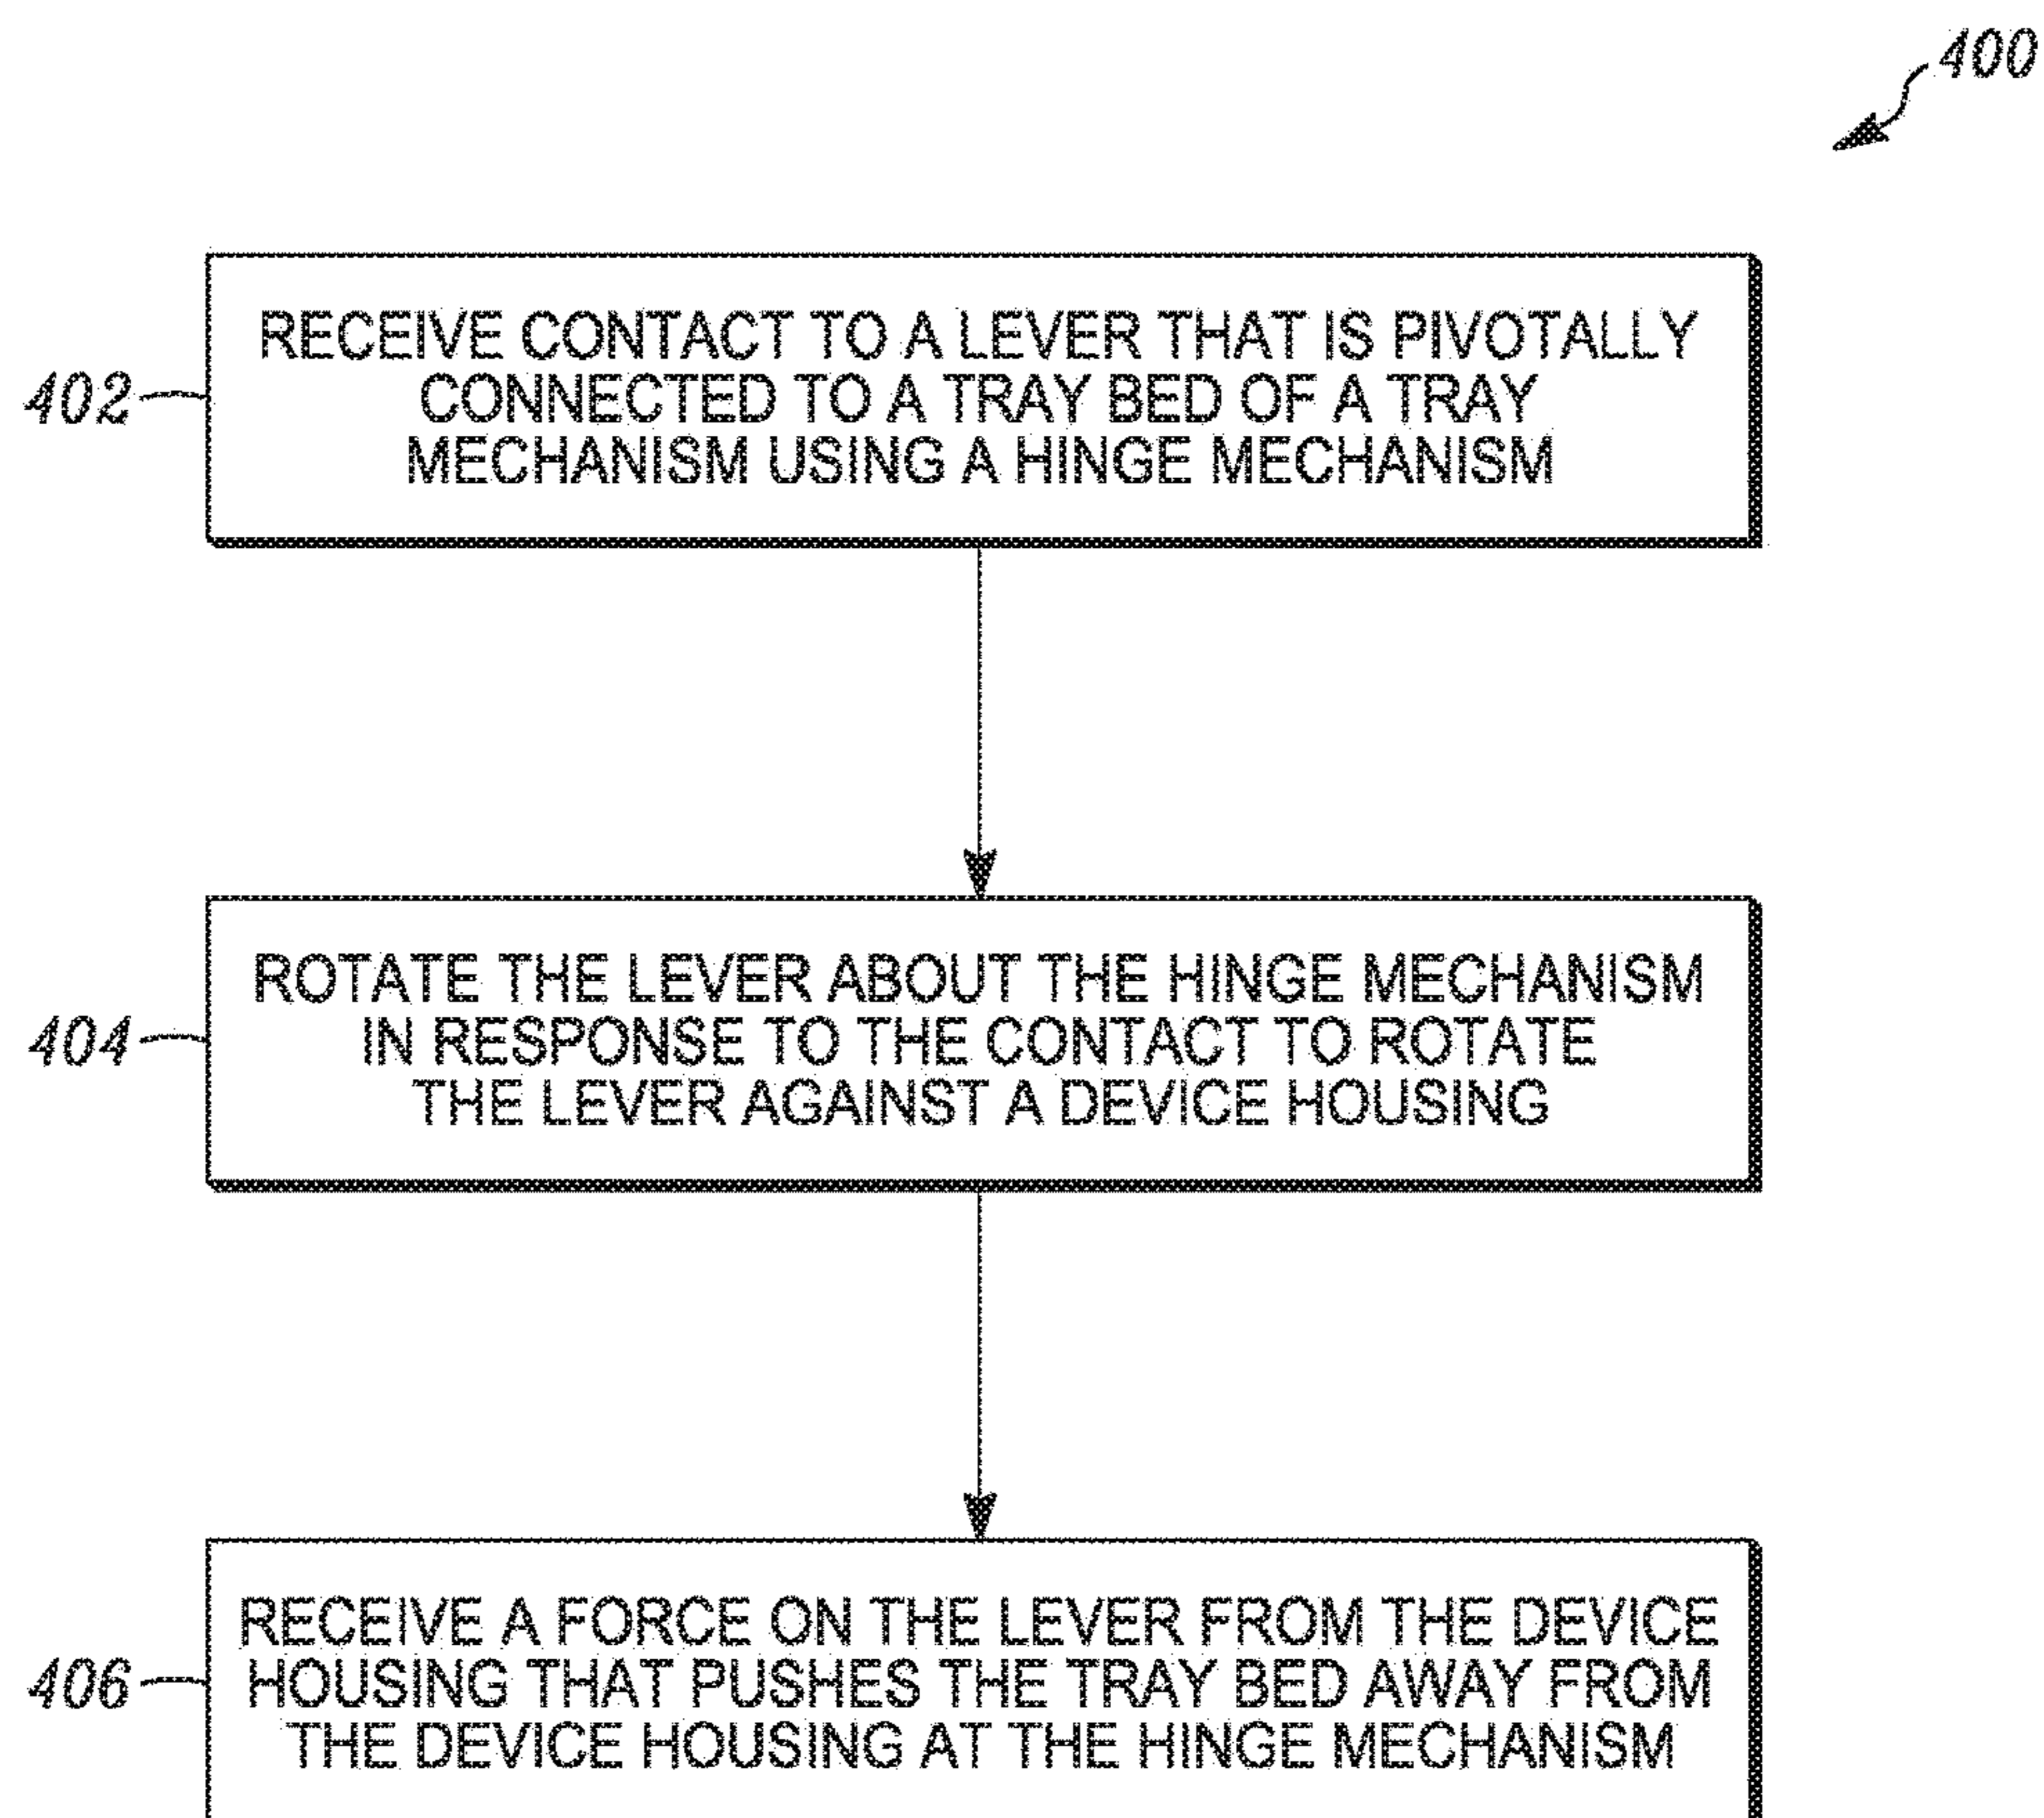 400
RECEIVE CONTACT TO A LEVER THAT IS PIVOTALLY
CONNECTED TO A TRAY BED OF A TRAY
MECHANISM USING A HINGE MECHANISM
402
ROTATE THE LEVER ABOUT THE HINGE MECHANISM
IN RESPONSE TO THE CONTACT TO ROTATE
THE LEVER AGAINST A DEVICE HOUSING
404
RECEIVE A FORCE ON THE LEVER FROM THE DEVICE
HOUSING THAT PUSHES THE TRAY BED AWAY FROM
THE DEVICE HOUSING AT THE HINGE MECHANISM
406